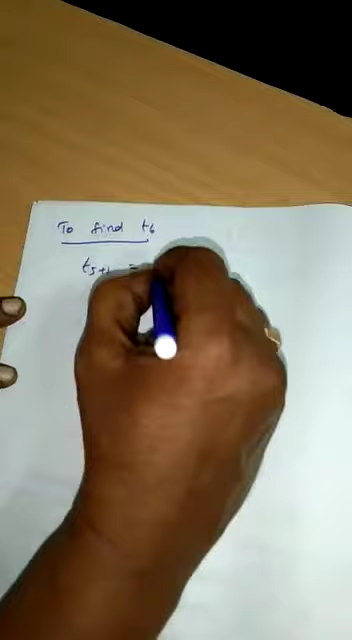 To find t₆
t₅₊₁ =